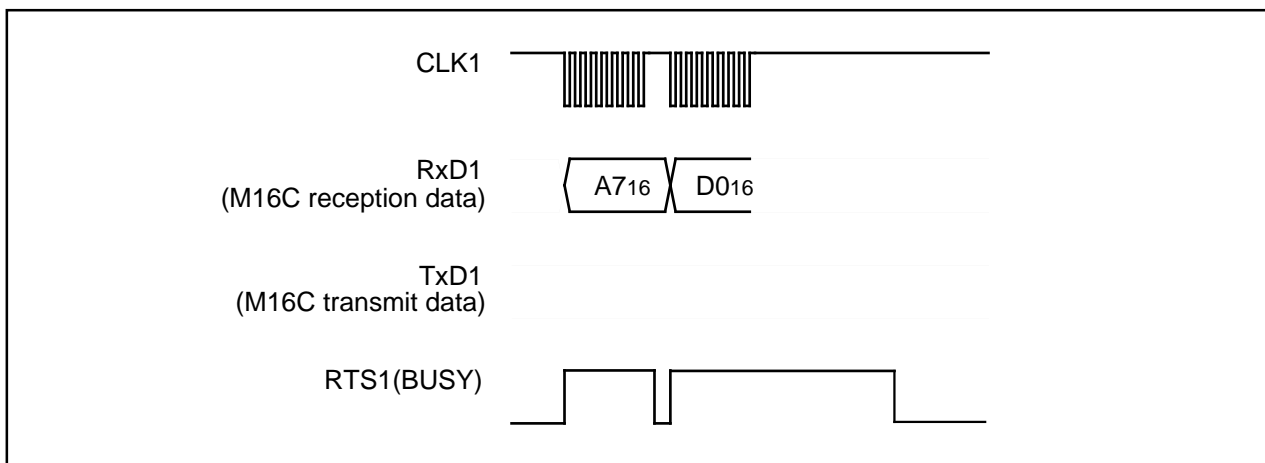 CLK1
RxD1
(M16C reception data)
A716
D016
TxD1
(M16C transmit data)
RTS1(BUSY)